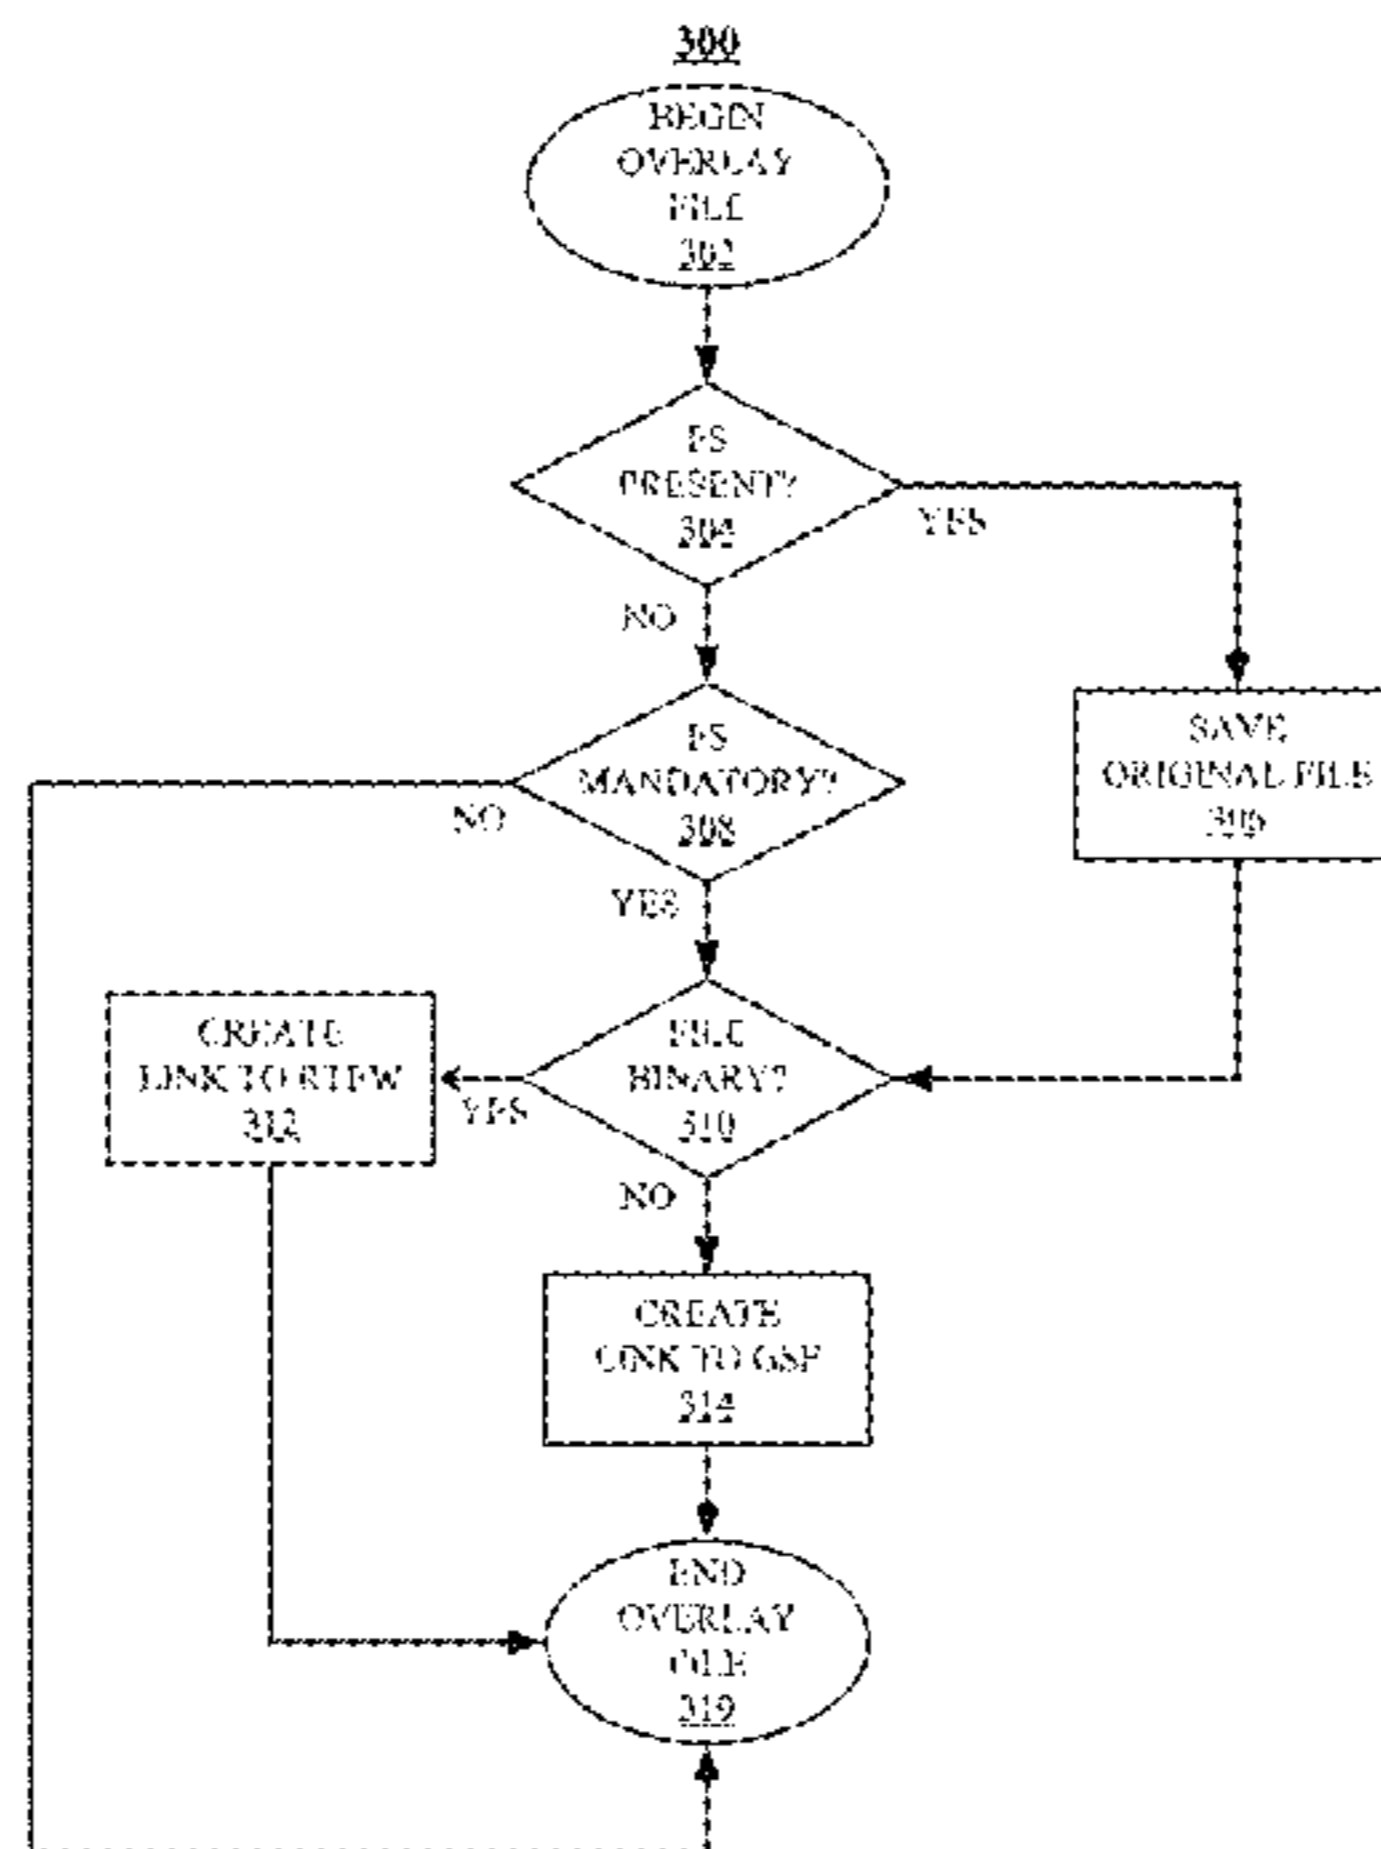 300
BEGIN
OVERLAY
FILE
302
FS
PRESENT?
304
YES
NO
FS
MANDATORY?
308
NO
YES
SAVE
ORIGINAL FILE
306
CREATE
LINK TO RTFW
312
FILE
BINARY?
310
YES
NO
CREATE
LINK TO GSF
314
END
OVERLAY
FILE
319